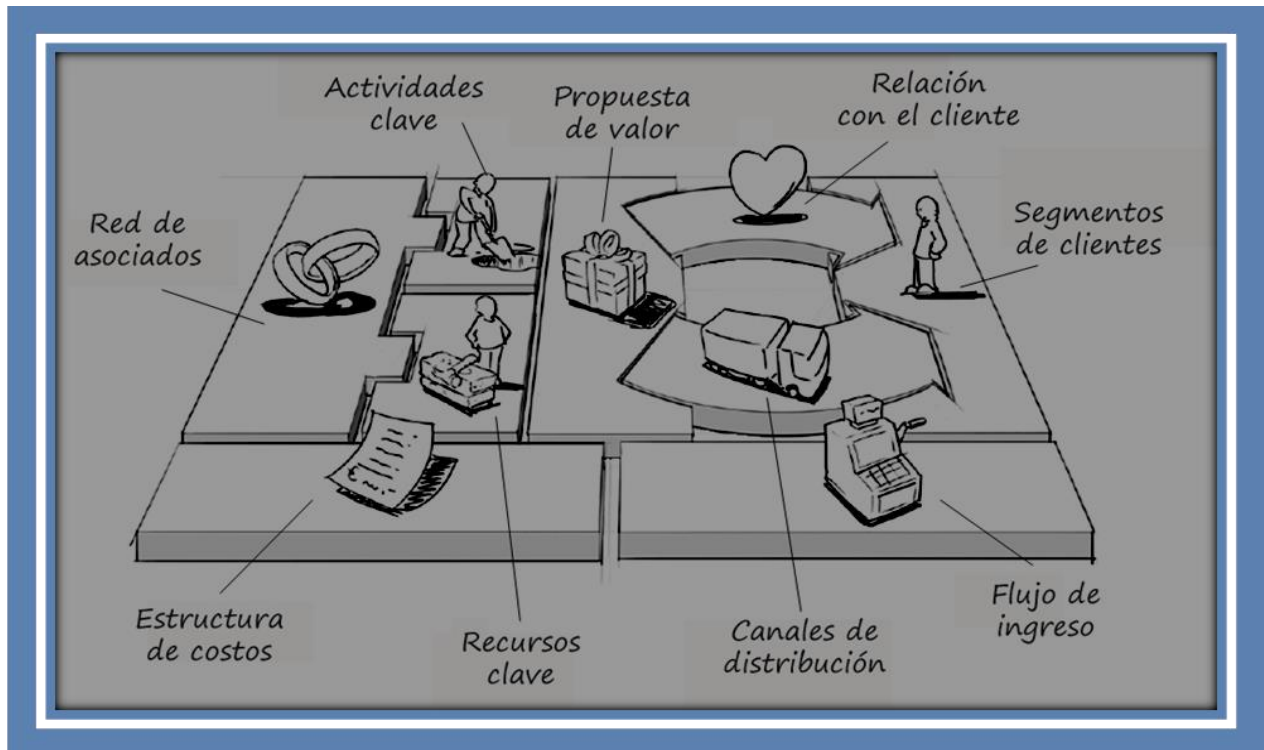 Actividades
clave
Propuesta
de valor
Relación
con el cliente
Red de
asociados
Segmentos
de clientes
Estructura
de costos
Recursos
clave
Canales de
distribución
Flujo de
ingreso